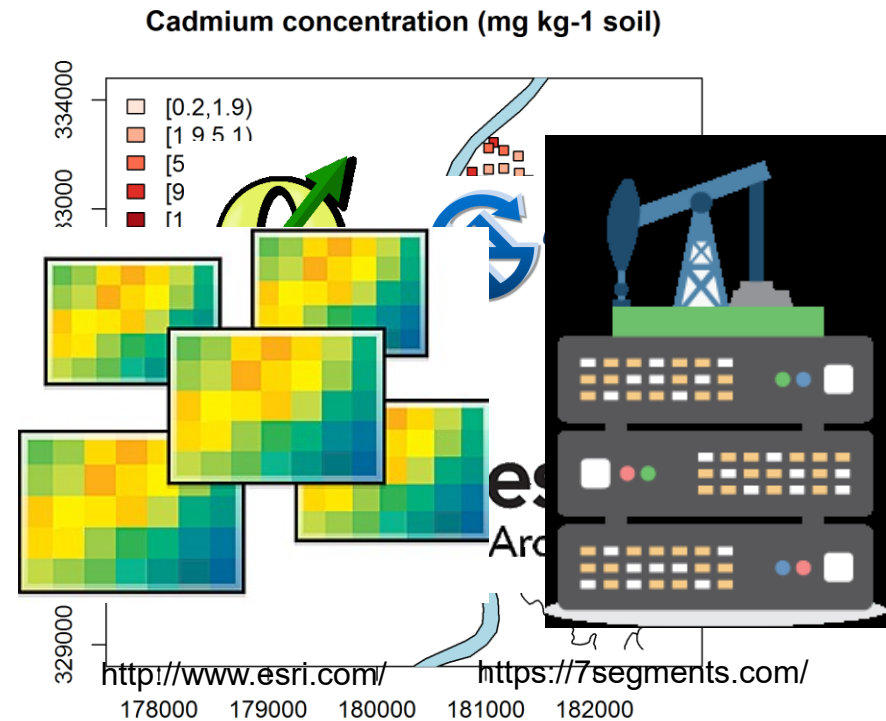 Cadmium concentration (mg kg-1 soil)
334000
[0.2,1.9)
[1.9,5.1)
[5
33000
[9
[1
es
Arc
329000
http://www.esri.com/
https://7segments.com/
178000 179000 180000 181000 182000